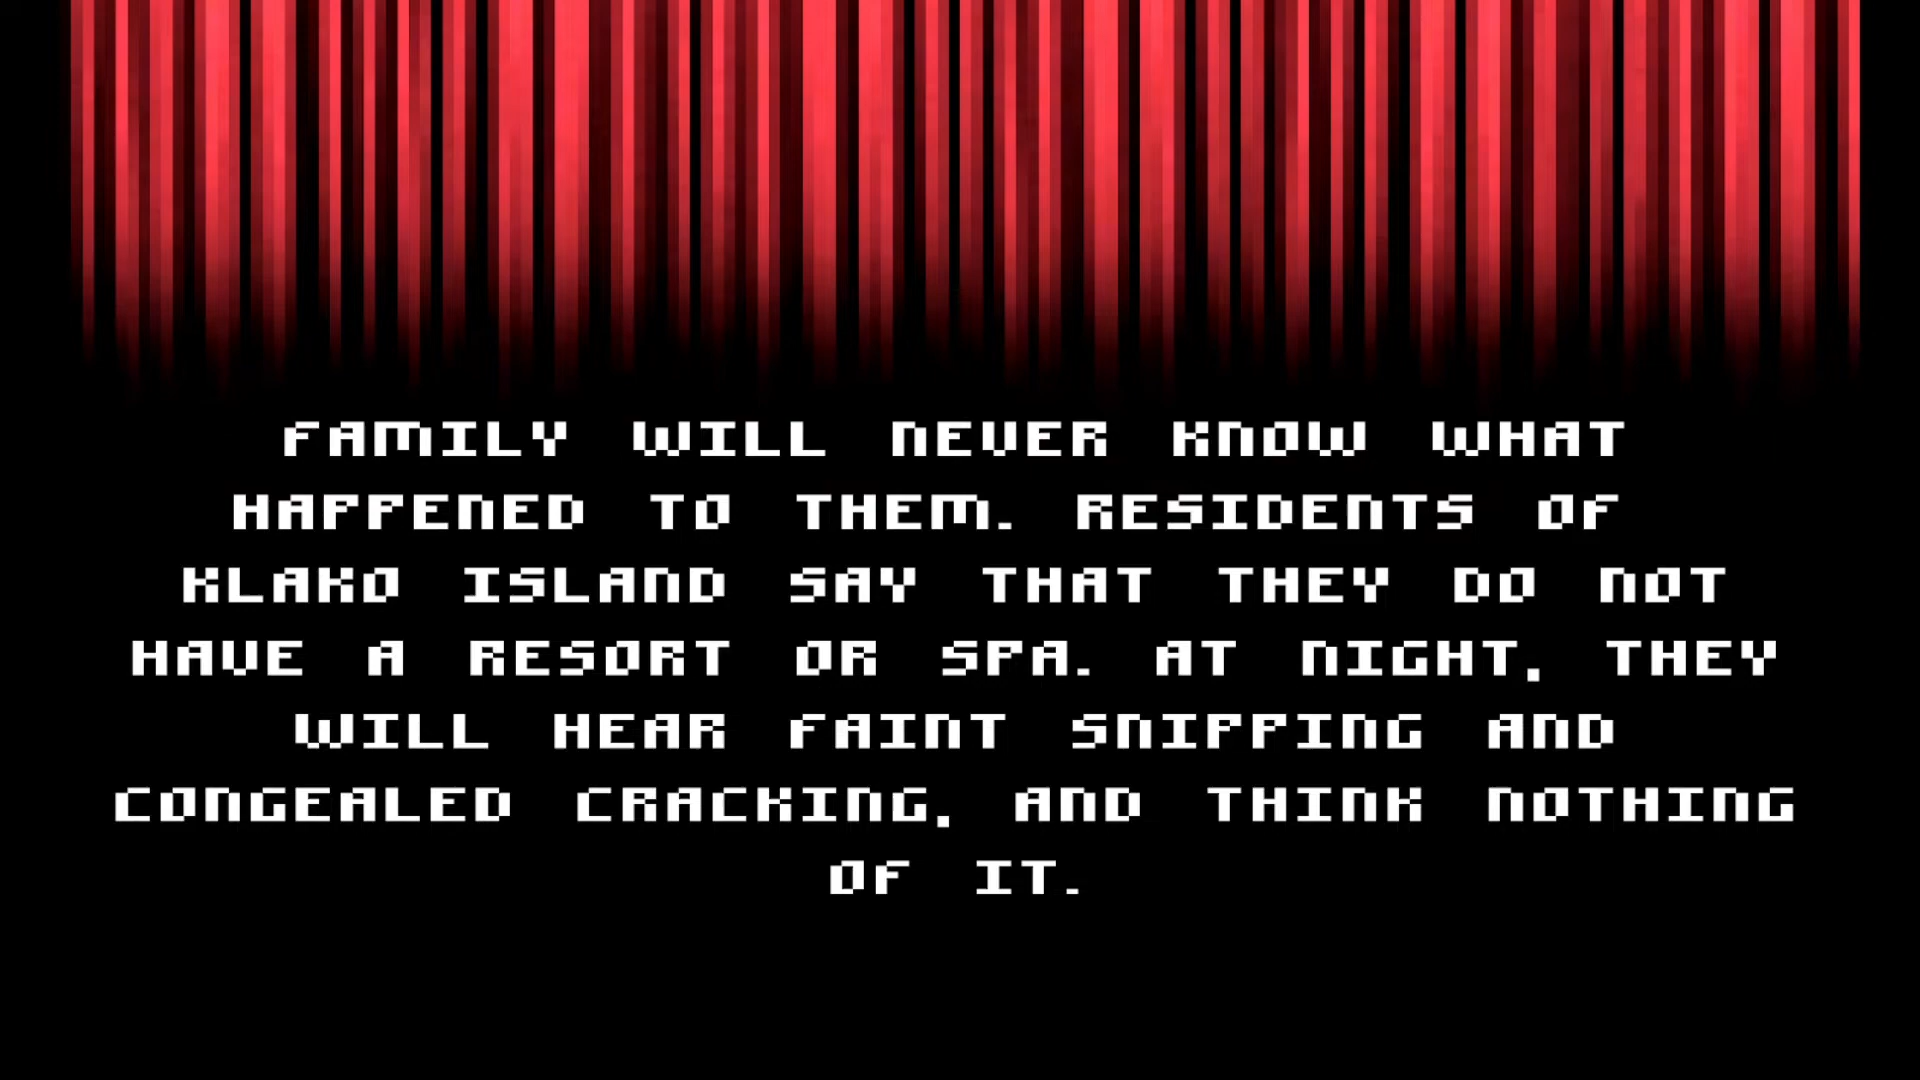 FAMILY WILL NEVER KNOW WHAT
HAPPENED TO THEM. RESIDENTS OF
KLAKO ISLAND SAY THAT THEY DO NOT
HAVE A RESORT OR SPA. AT NIGHT, THEY
WILL HEAR FAINT SNIPPING AND
CONGEALED CRACKING, AND THINK NOTHING
OF IT.